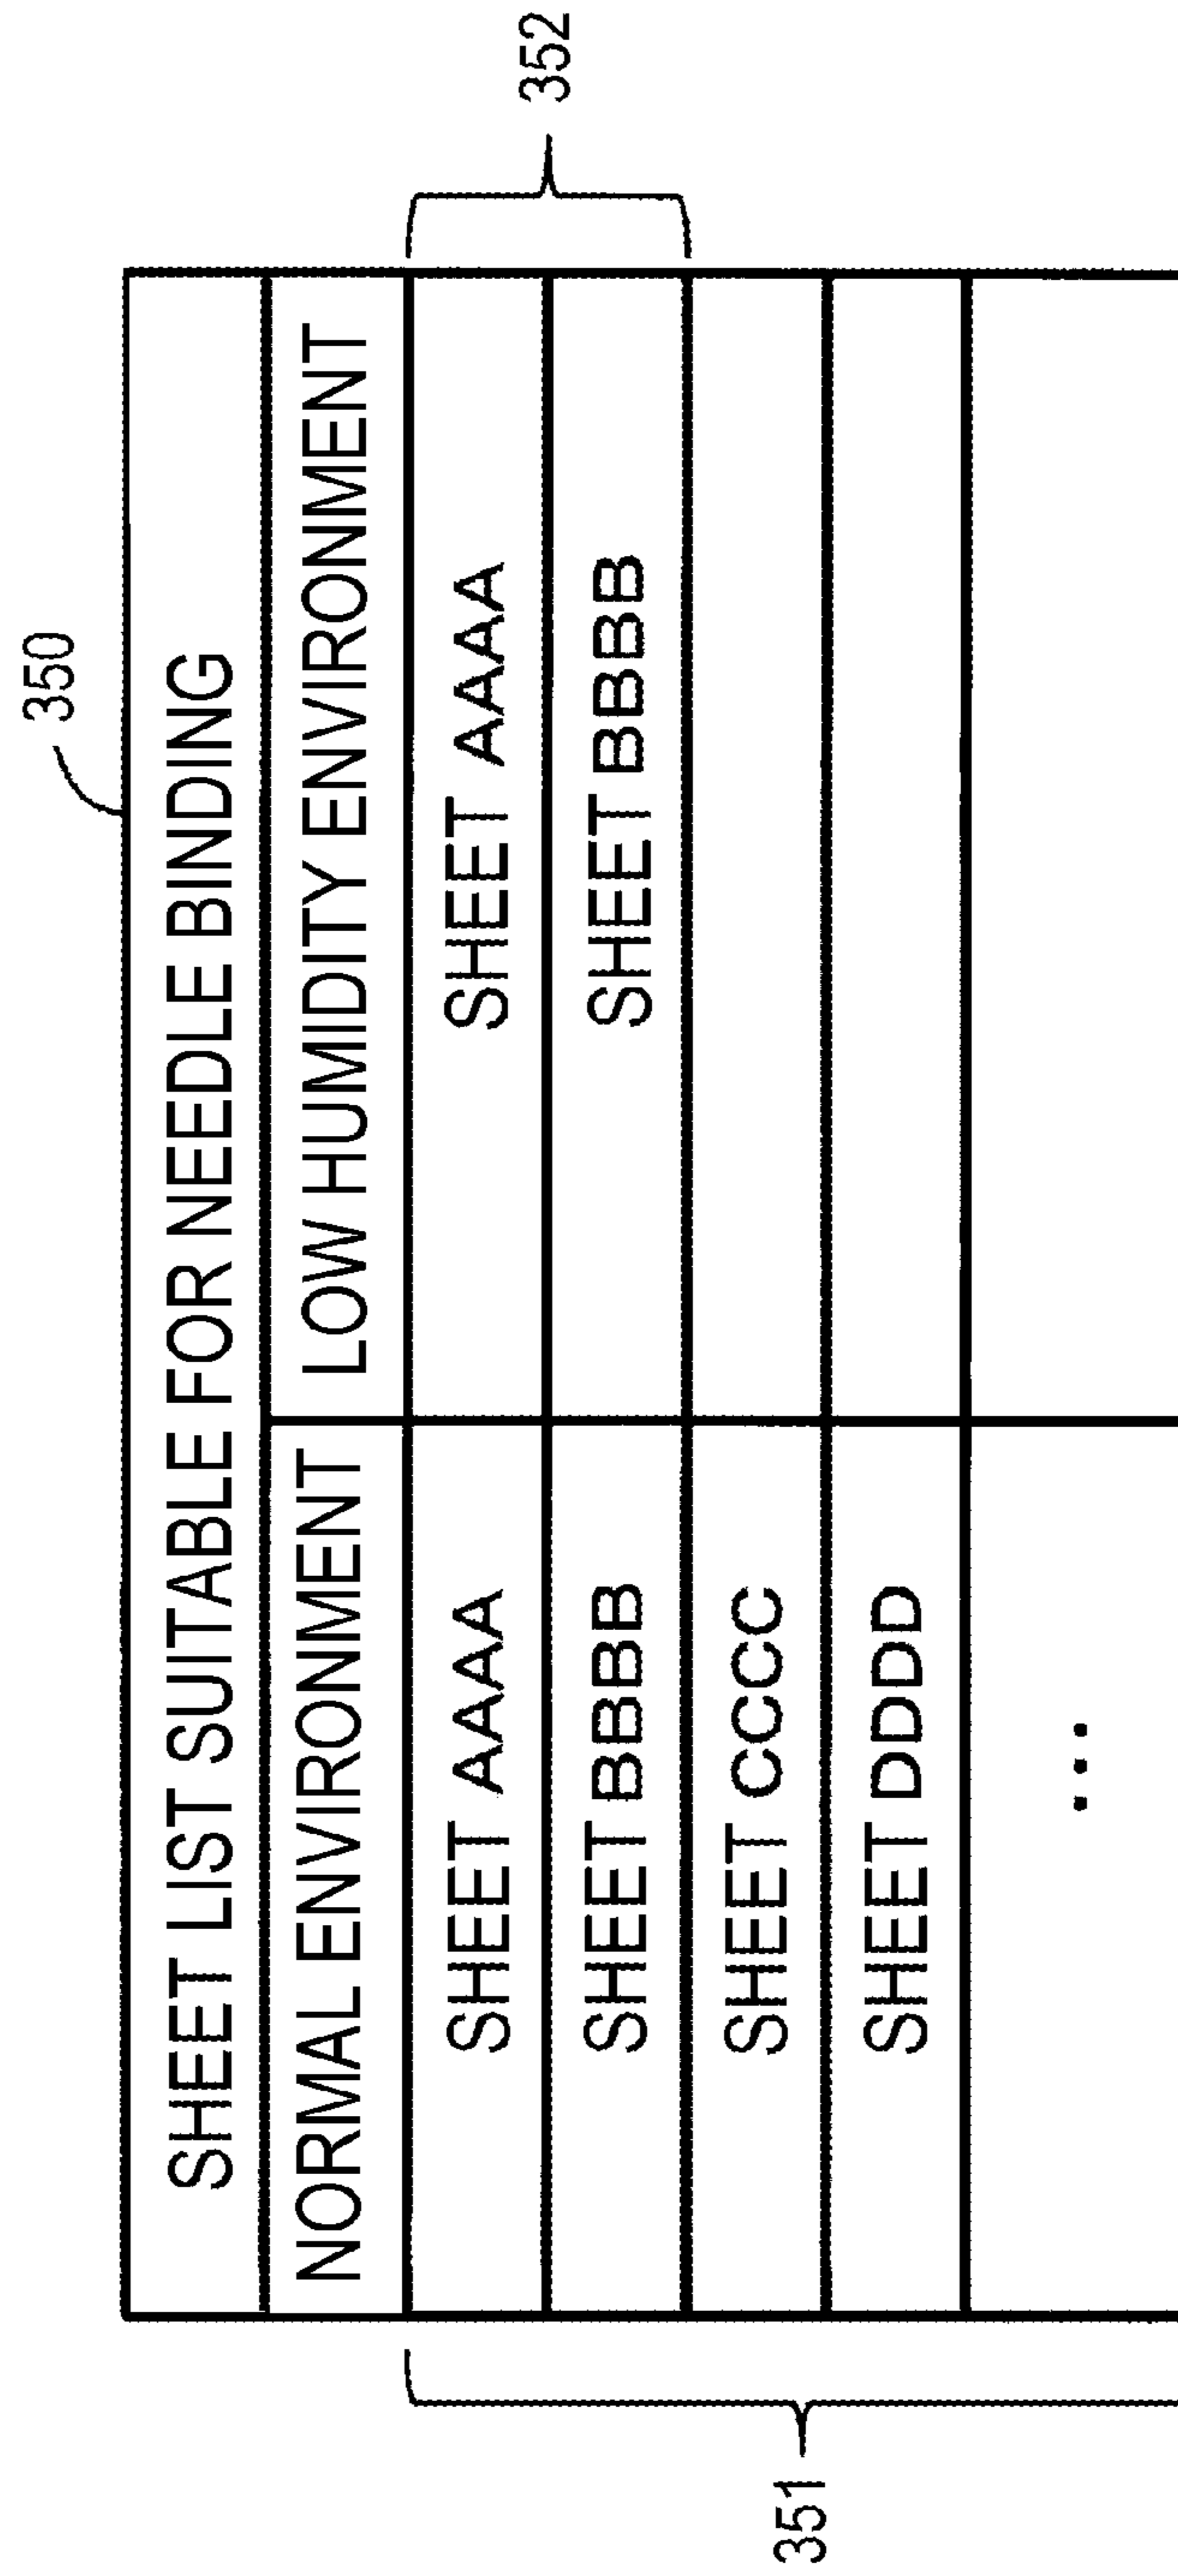 350
SHEET LIST SUITABLE FOR NEEDLE BINDING
NORMAL ENVIRONMENT LOW HUMIDITY ENVIRONMENT
SHEET AAAA SHEET AAAA
SHEET BBBB SHEET BBBB
SHEET CCCC
SHEET DDDD
...
351
352